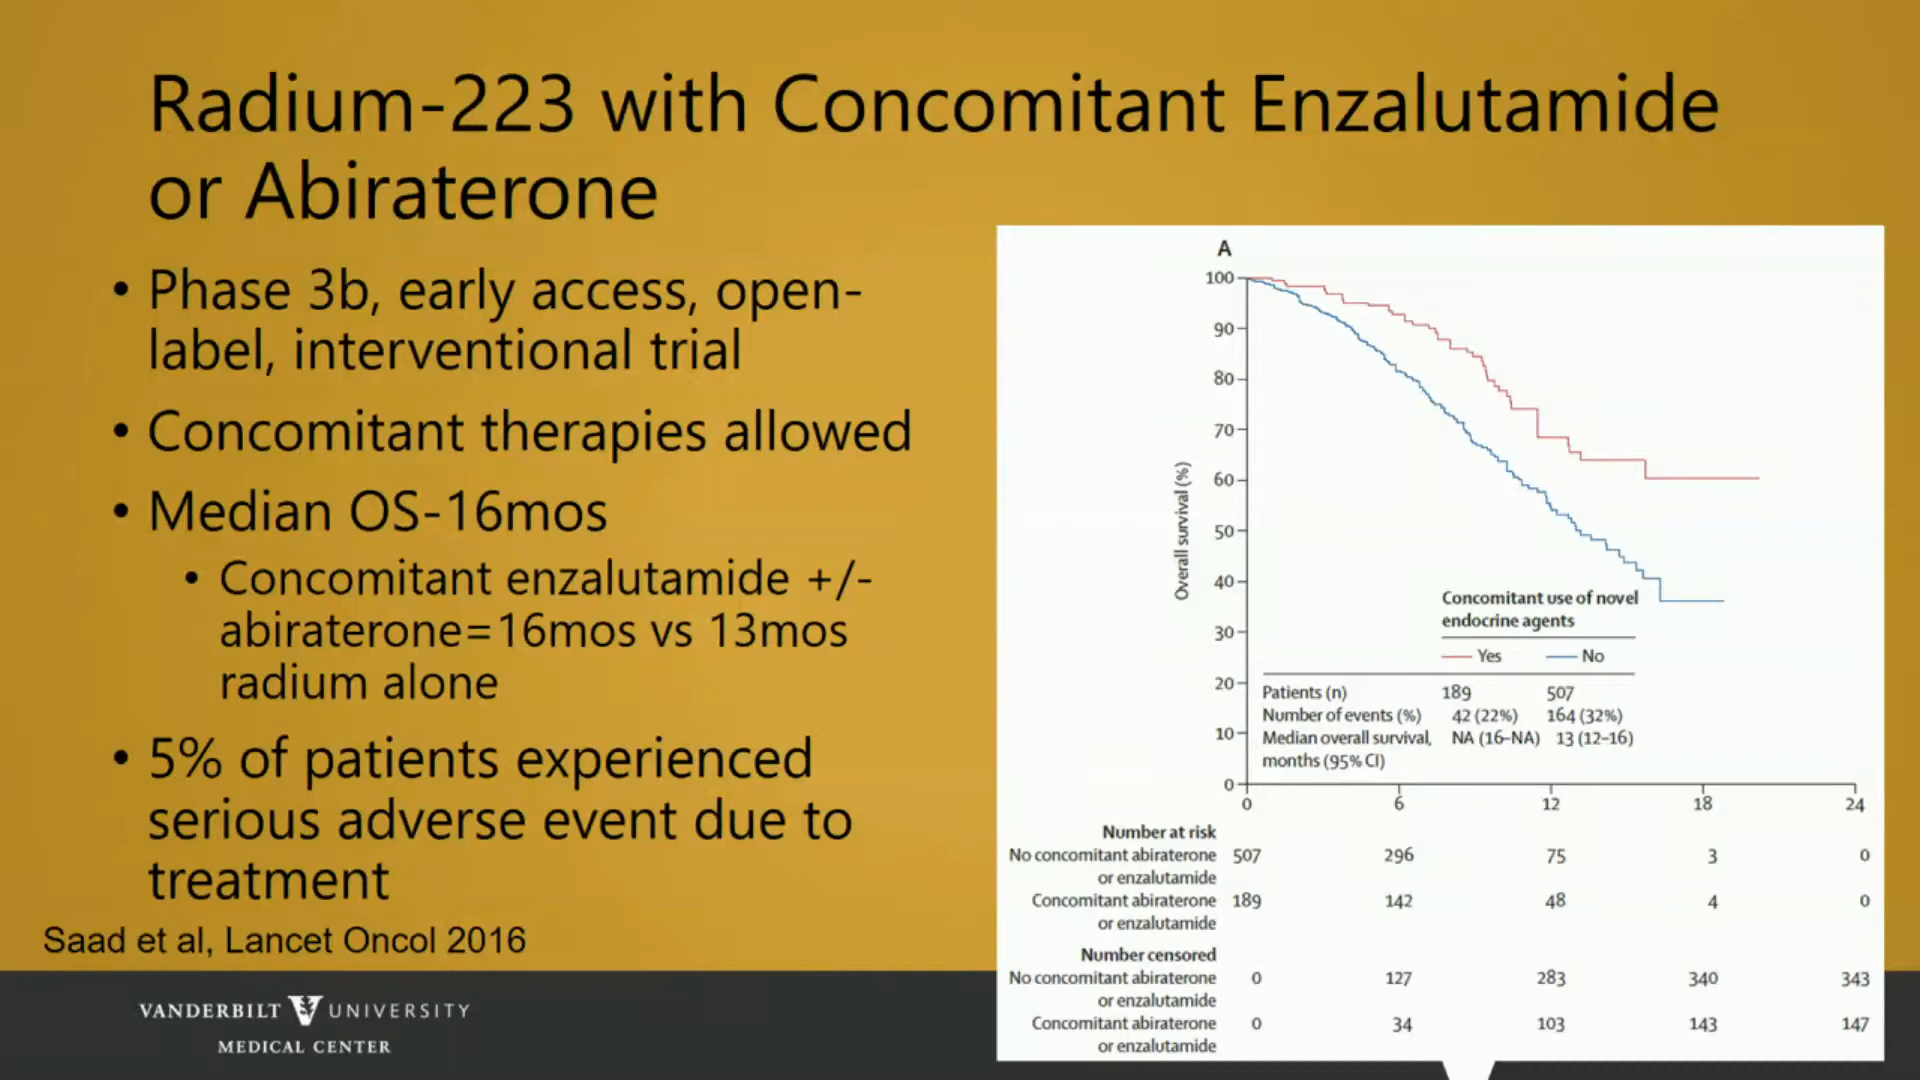 Radium-223 with Concomitant Enzalutamide
or Abiraterone
• Phase 3b, early access, open-
label, interventional trial
• Concomitant therapies allowed
• Median OS-16mos
• Concomitant enzalutamide +/-
abiraterone=16mos vs 13mos
radium alone
• 5% of patients experienced
serious adverse event due to
treatment
Saad et al, Lancet Oncol 2016
VANDERBILT UNIVERSITY
MEDICAL CENTER
A
Overall survival (%)
100
90
80
70
60
50
40
30
20
10
0
Concomitant use of novel
endocrine agents
Yes No
Patients (n) 189 507
Number of events (%) 42 (22%) 164 (32%)
Median overall survival, NA (16–NA) 13 (12–16)
months (95% CI)
0 6 12 18 24
Number at risk
No concomitant abiraterone 507 296 75 3 0
or enzalutamide
Concomitant abiraterone 189 142 48 4 0
or enzalutamide
Number censored
No concomitant abiraterone 0 127 283 340 343
or enzalutamide
Concomitant abiraterone 0 34 103 143 147
or enzalutamide